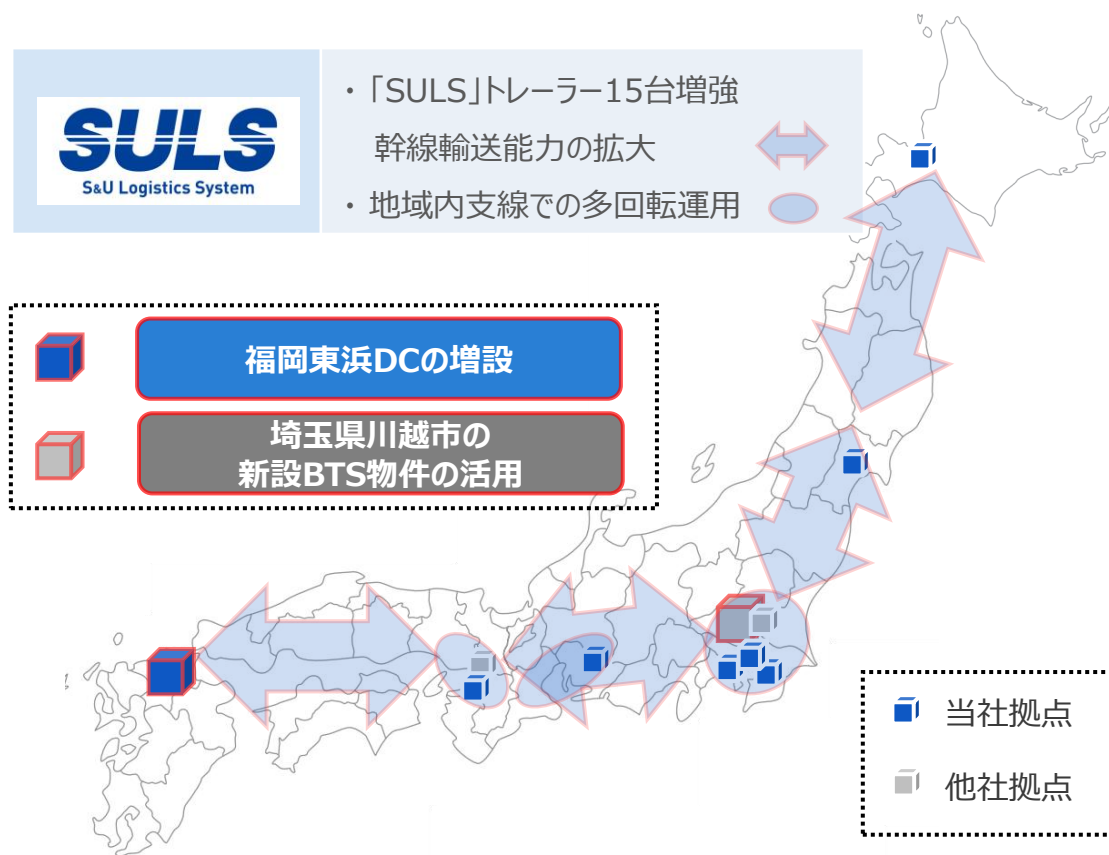 SULS
S&U Logistics System
・「SULS」トレーラー15台増強
幹線輸送能力の拡大
・地域内支線での多回転運用
福岡東浜DCの増設
埼玉県川越市の
新設BTS物件の活用
当社拠点
他社拠点